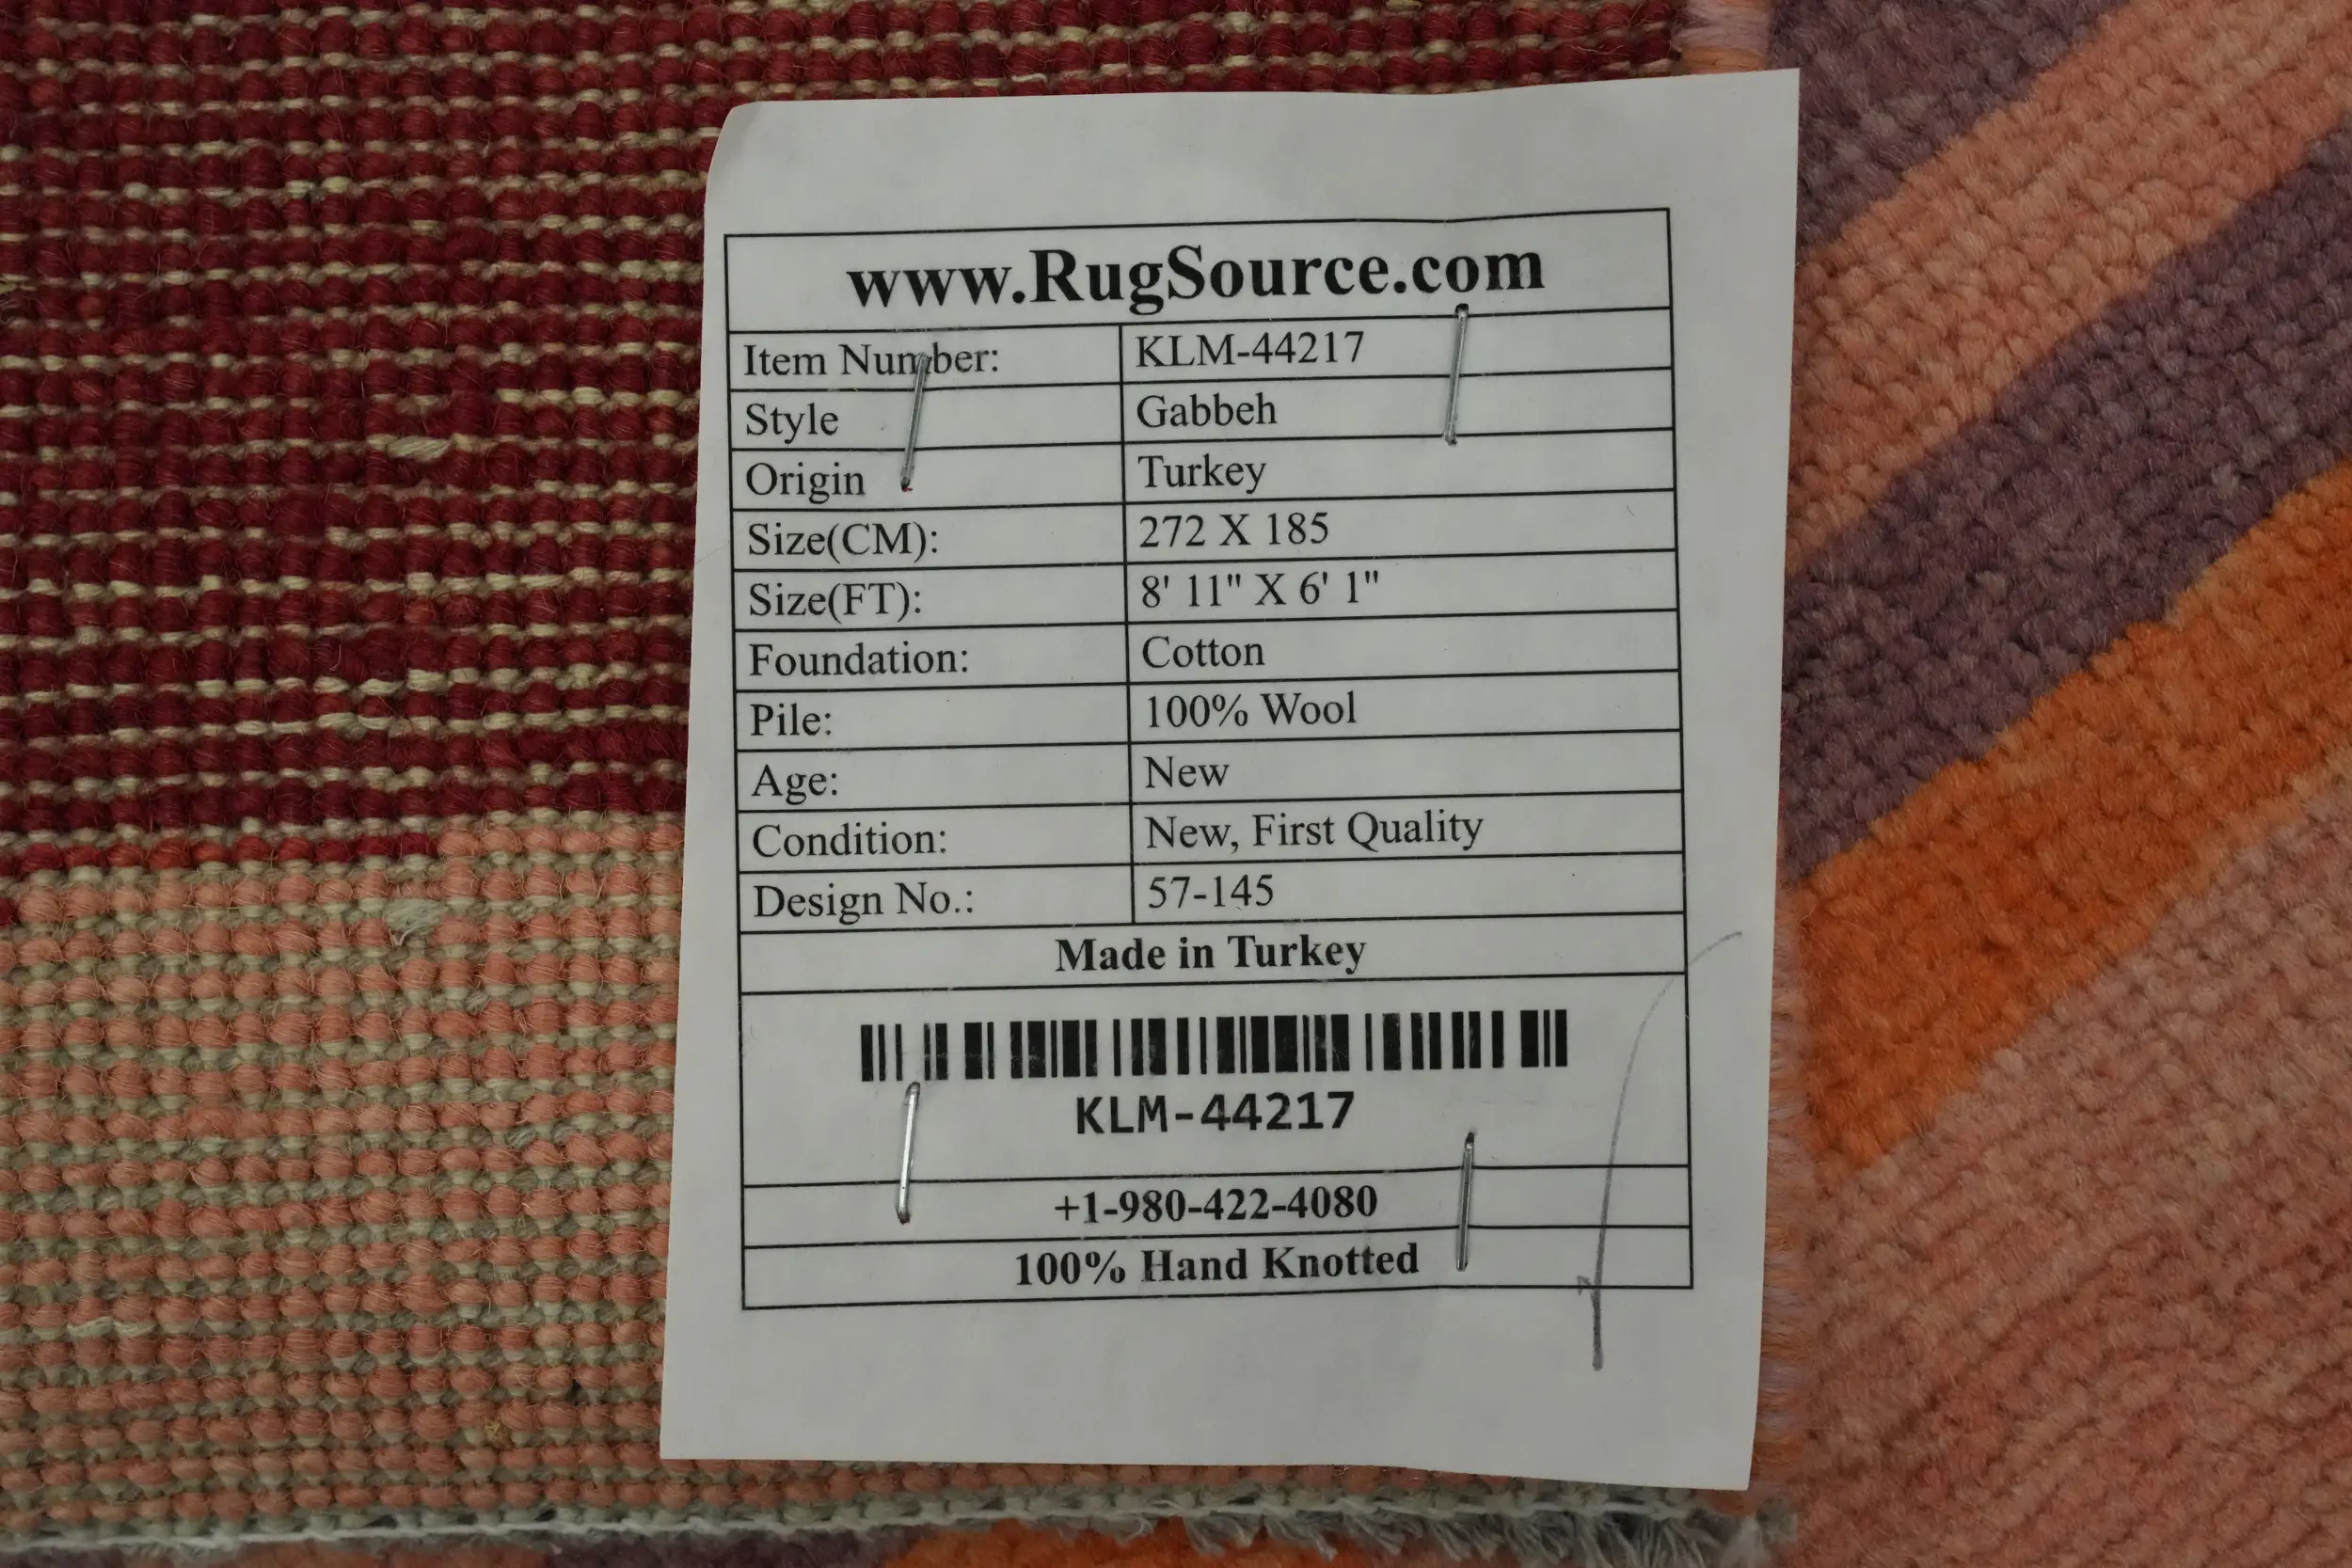 www.RugSource.com
Item Number: KLM-44217
Style Gabbeh
Origin Turkey
Size(CM): 272 X 185
Size(FT): 8' 11" X 6' 1"
Foundation: Cotton
Pile: 100% Wool
Age: New
Condition: New, First Quality
Design No.: 57-145
Made in Turkey
KLM-44217
+1-980-422-4080
100% Hand Knotted